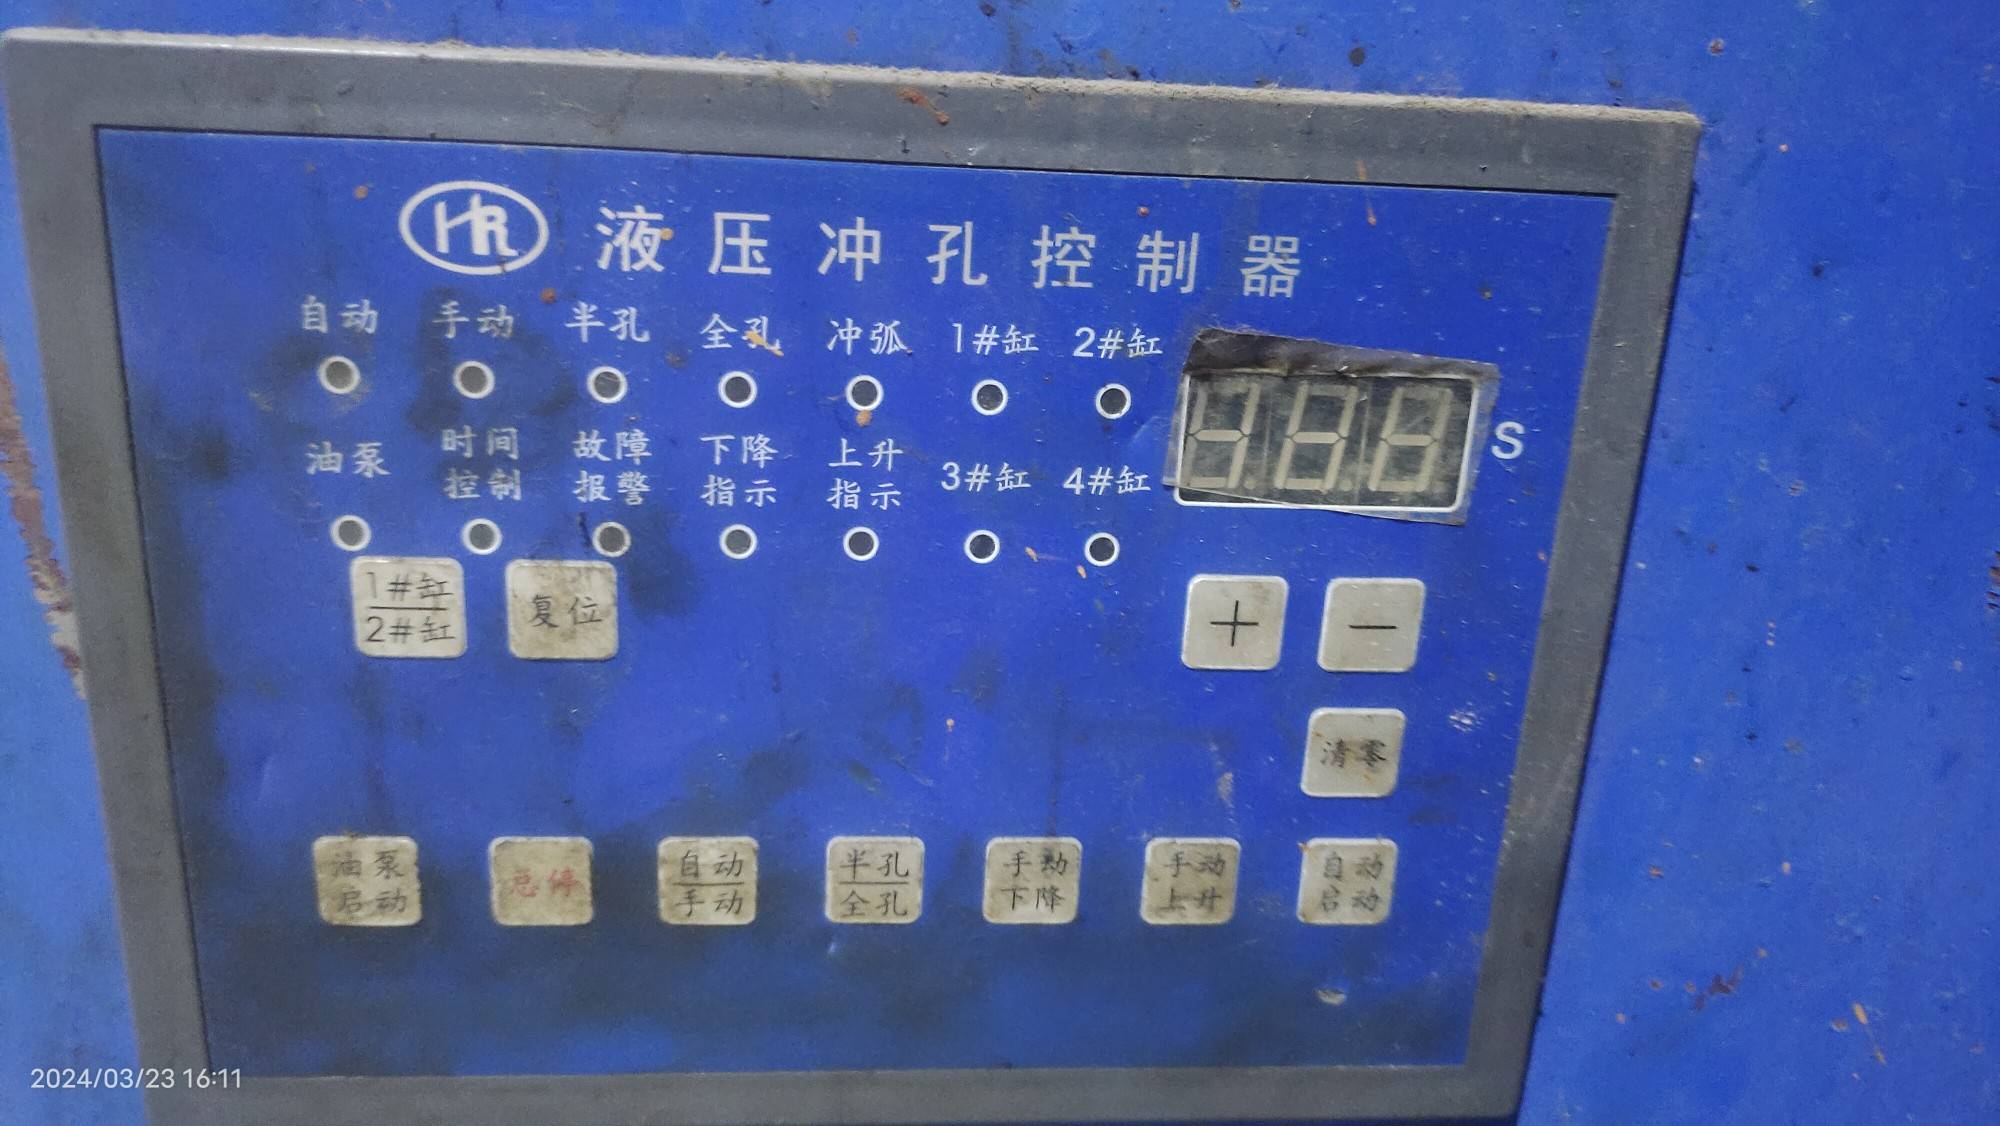 HR 液压冲孔控制器
自动 手动 半孔 全孔 冲弧 1#缸 2#缸
油泵 时间 故障 下降 上升 3#缸 4#缸
控制 报警 指示 指示
S
1#缸 复位 + −
2#缸
清零
油泵 急停 自动 半孔 手动 手动 自动
启动 手动 全孔 下降 上升 启动
2024/03/23 16:11